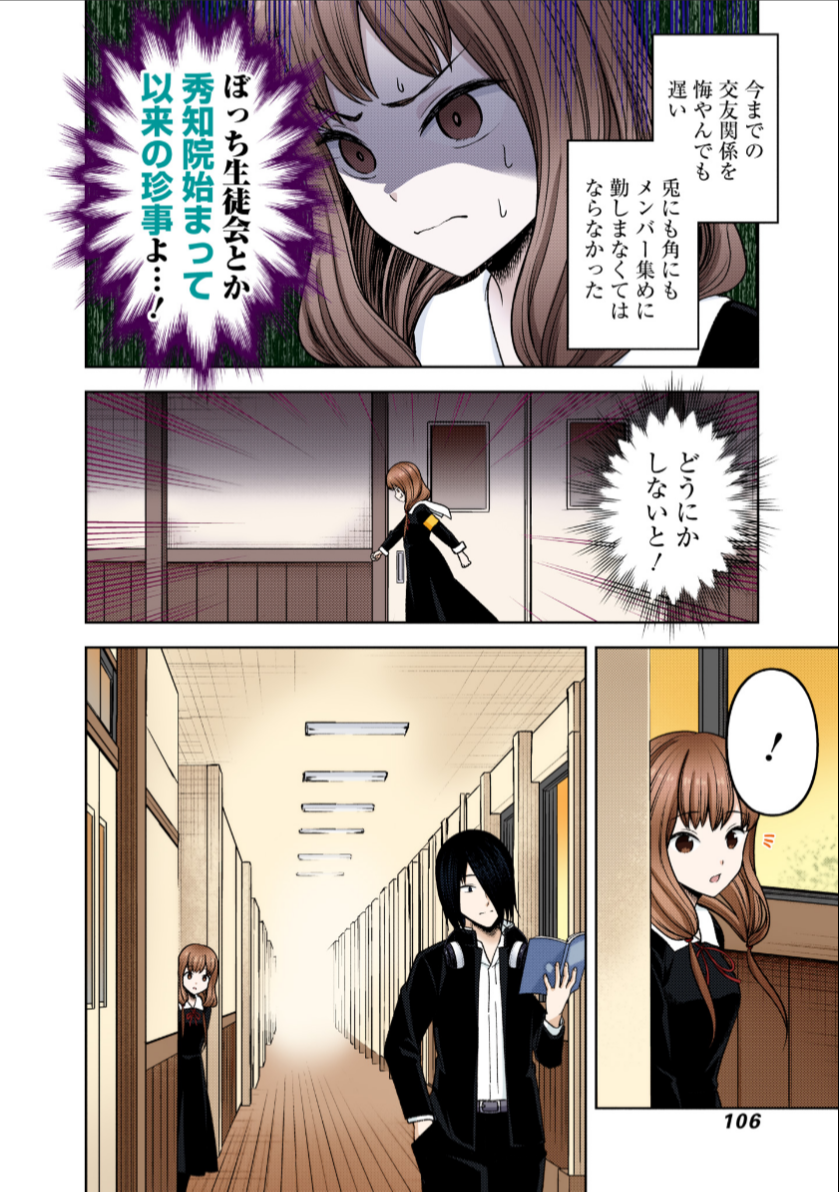 今までの
交友関係を
悔やんでも
遅い
兎にも角にも
メンバー集めに
勤しまなくては
ならなかった
ぼっち生徒会とか
秀知院始まって
以来の珍事よ…！
どうにか
しないと！
！
106